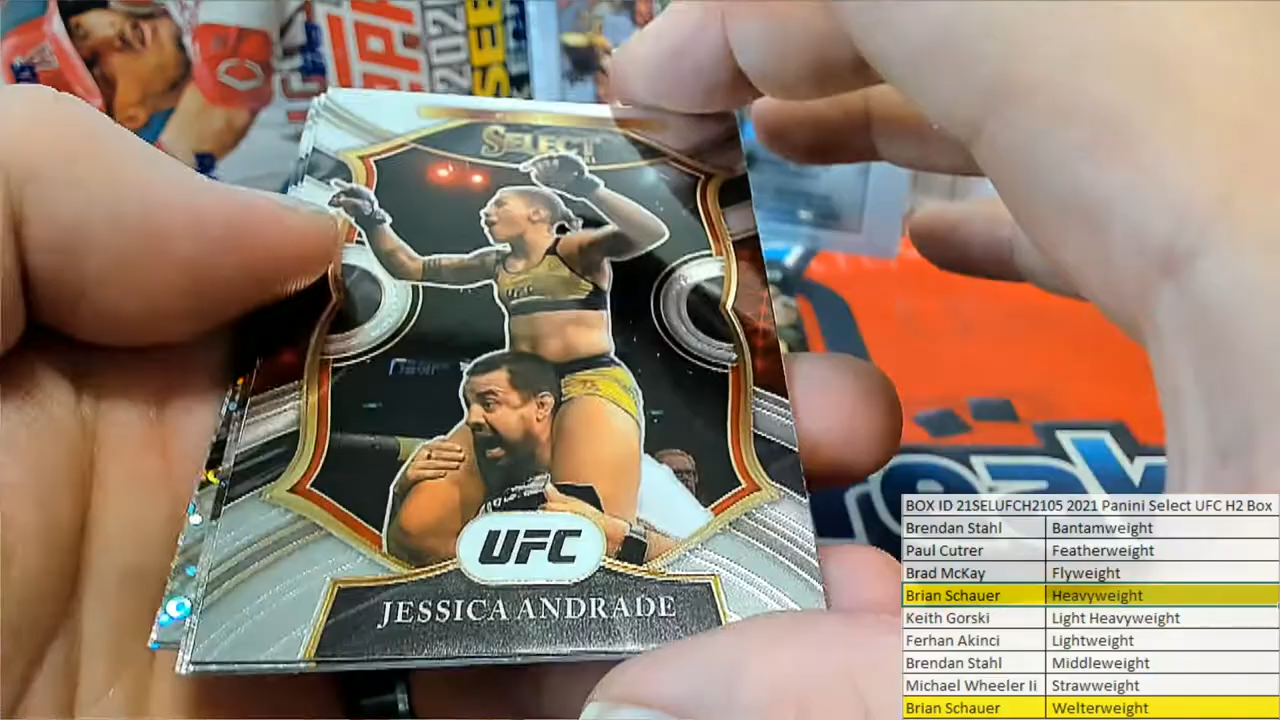 2021
SELECT
UFC
UFC
JESSICA ANDRADE
BOX ID 21SELUFCH2105 2021 Panini Select UFC H2 Box
Brendan Stahl Bantamweight
Paul Cutrer Featherweight
Brad McKay Flyweight
Brian Schauer Heavyweight
Keith Gorski Light Heavyweight
Ferhan Akinci Lightweight
Brendan Stahl Middleweight
Michael Wheeler Ii Strawweight
Brian Schauer Welterweight